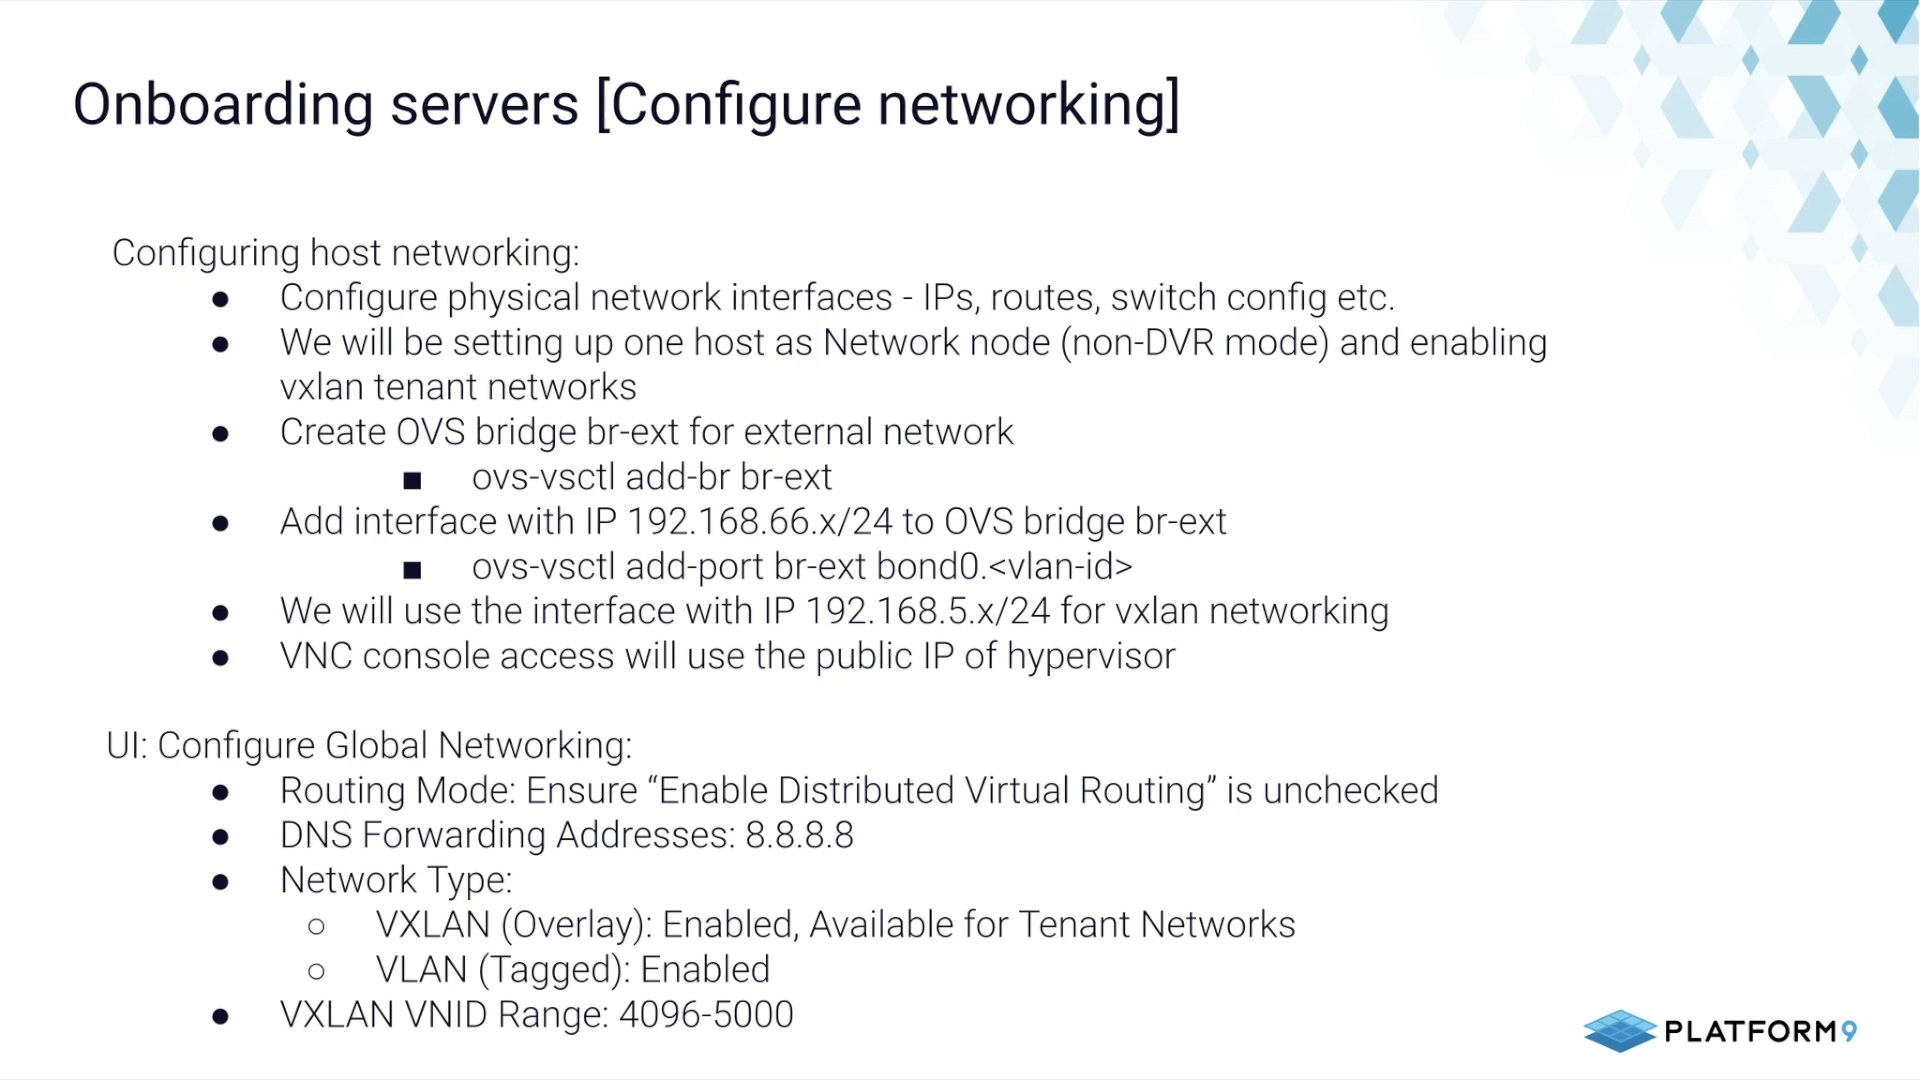 Onboarding servers [Configure networking]
Configuring host networking:
● Configure physical network interfaces - IPs, routes, switch config etc.
● We will be setting up one host as Network node (non-DVR mode) and enabling
vxlan tenant networks
● Create OVS bridge br-ext for external network
■ ovs-vsctl add-br br-ext
● Add interface with IP 192.168.66.x/24 to OVS bridge br-ext
■ ovs-vsctl add-port br-ext bond0.<vlan-id>
● We will use the interface with IP 192.168.5.x/24 for vxlan networking
● VNC console access will use the public IP of hypervisor
UI: Configure Global Networking:
● Routing Mode: Ensure “Enable Distributed Virtual Routing” is unchecked
● DNS Forwarding Addresses: 8.8.8.8
● Network Type:
○ VXLAN (Overlay): Enabled, Available for Tenant Networks
○ VLAN (Tagged): Enabled
● VXLAN VNID Range: 4096-5000
PLATFORM9